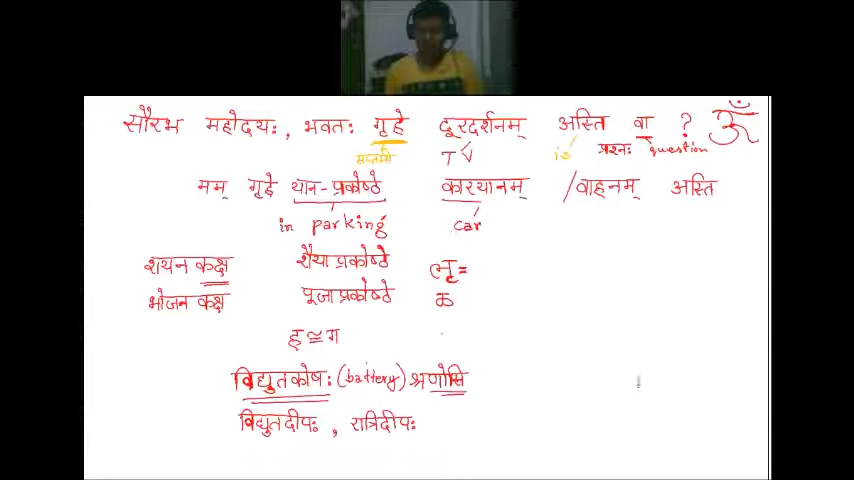 सौरभ महोदयः, भवतः गृहे दूरदर्शनम् अस्ति वा ? ॐ
सप्तमी TV is प्रश्नः question
मम् गृहे यान-प्रकोष्ठे कारयानम् /वाहनम् अस्ति
in parking car
शयन कक्ष शैया प्रकोष्ठे
भोजन कक्ष पूजा प्रकोष्ठे
ह् ≅ ग
विद्युतकोषः (battery) श्रणोसि
विद्युतदीपः, रात्रिदीपः